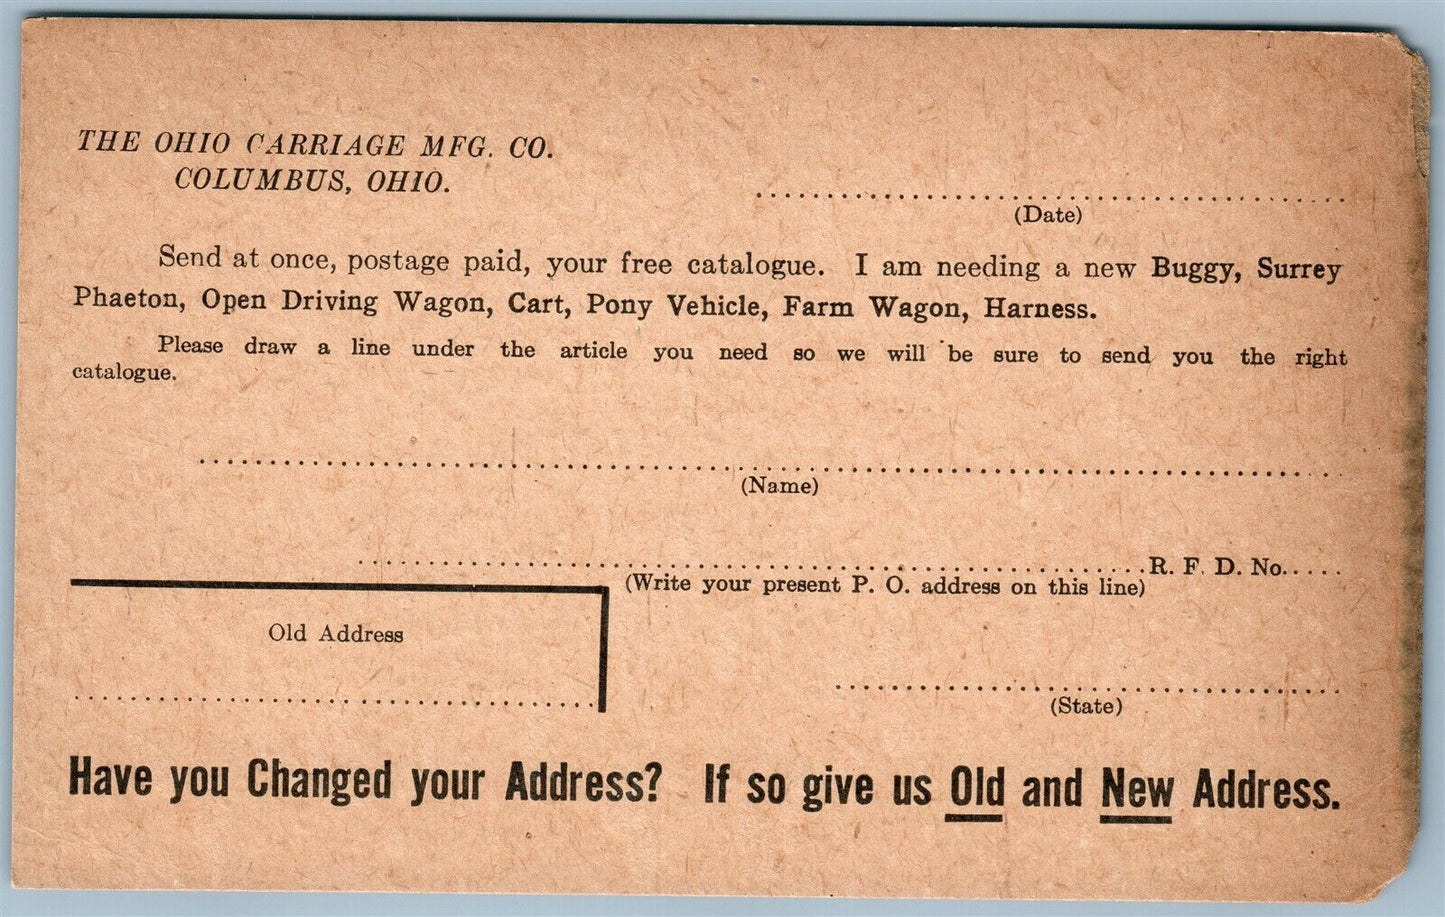 THE OHIO CARRIAGE MFG. CO.
COLUMBUS, OHIO.
(Date)
Send at once, postage paid, your free catalogue. I am needing a new Buggy, Surrey
Phaeton, Open Driving Wagon, Cart, Pony Vehicle, Farm Wagon, Harness.
Please draw a line under the article you need so we will be sure to send you the right
catalogue.
(Name)
R. F. D. No.....
(Write your present P. O. address on this line)
Old Address
(State)
Have you Changed your Address? If so give us Old and New Address.